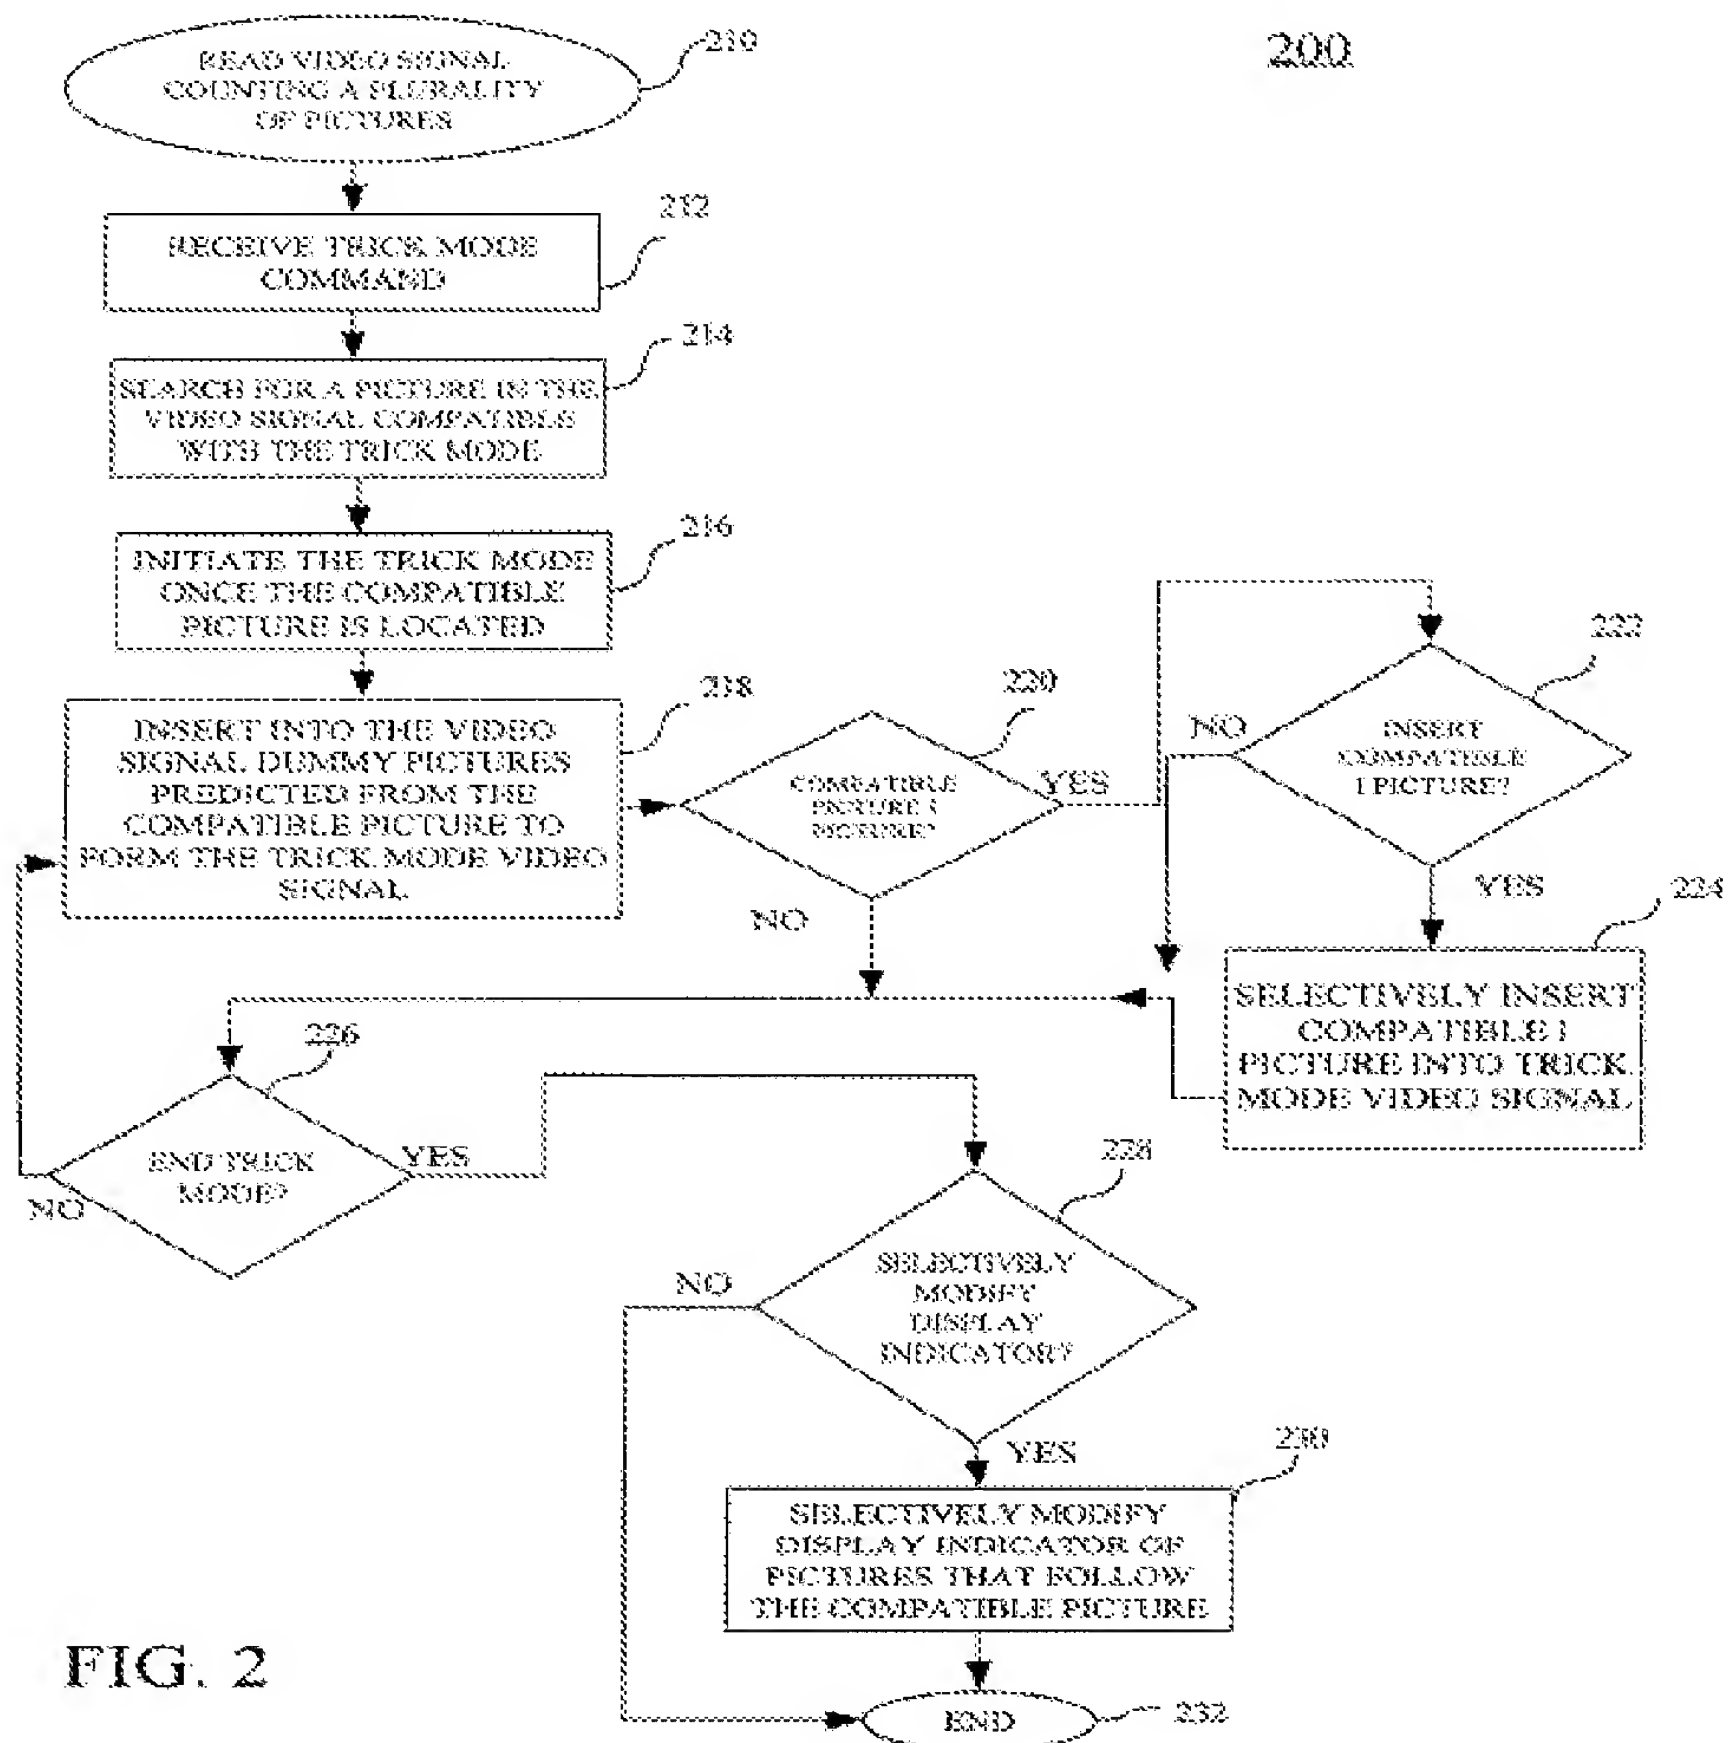 200
210
READ VIDEO SIGNAL
COUNTING A PLURALITY
OF PICTURES
212
RECEIVE TRICK MODE
COMMAND
214
SEARCH FOR A PICTURE IN THE
VIDEO SIGNAL COMPATIBLE
WITH THE TRICK MODE
216
INITIATE THE TRICK MODE
ONCE THE COMPATIBLE
PICTURE IS LOCATED
218
INSERT INTO THE VIDEO
SIGNAL DUMMY PICTURES
PREDICTED FROM THE
COMPATIBLE PICTURE TO
FORM THE TRICK MODE VIDEO
SIGNAL
220
COMPATIBLE
PICTURE I
PICTURE?
YES
NO
222
INSERT
COMPATIBLE
I PICTURE?
NO
YES
224
SELECTIVELY INSERT
COMPATIBLE I
PICTURE INTO TRICK
MODE VIDEO SIGNAL
226
END TRICK
MODE?
YES
NO
228
SELECTIVELY
MODIFY
DISPLAY
INDICATOR?
NO
YES
230
SELECTIVELY MODIFY
DISPLAY INDICATOR OF
PICTURES THAT FOLLOW
THE COMPATIBLE PICTURE
END
232
FIG. 2